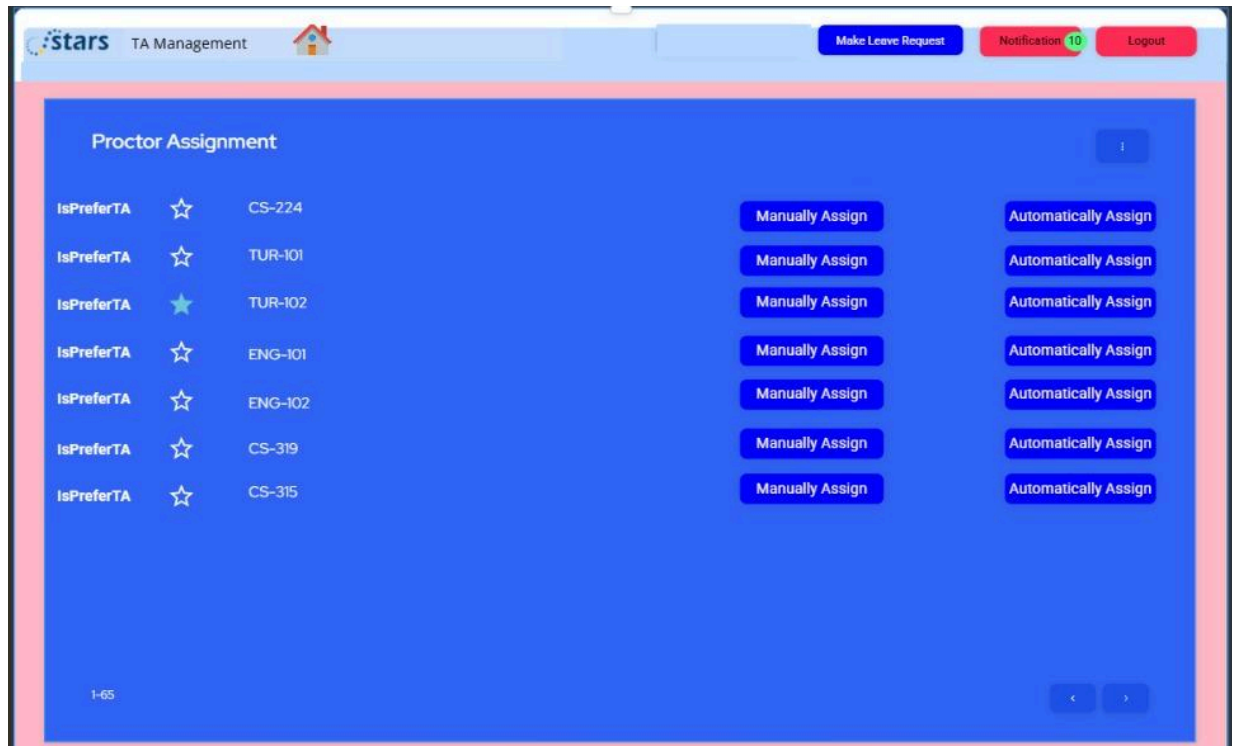 stars TA Management Make Leave Request Notification 10 Logout
Proctor Assignment
IsPreferTA CS-224 Manually Assign Automatically Assign
IsPreferTA TUR-101 Manually Assign Automatically Assign
IsPreferTA TUR-102 Manually Assign Automatically Assign
IsPreferTA ENG-101 Manually Assign Automatically Assign
IsPreferTA ENG-102 Manually Assign Automatically Assign
IsPreferTA CS-319 Manually Assign Automatically Assign
IsPreferTA CS-315 Manually Assign Automatically Assign
1-65